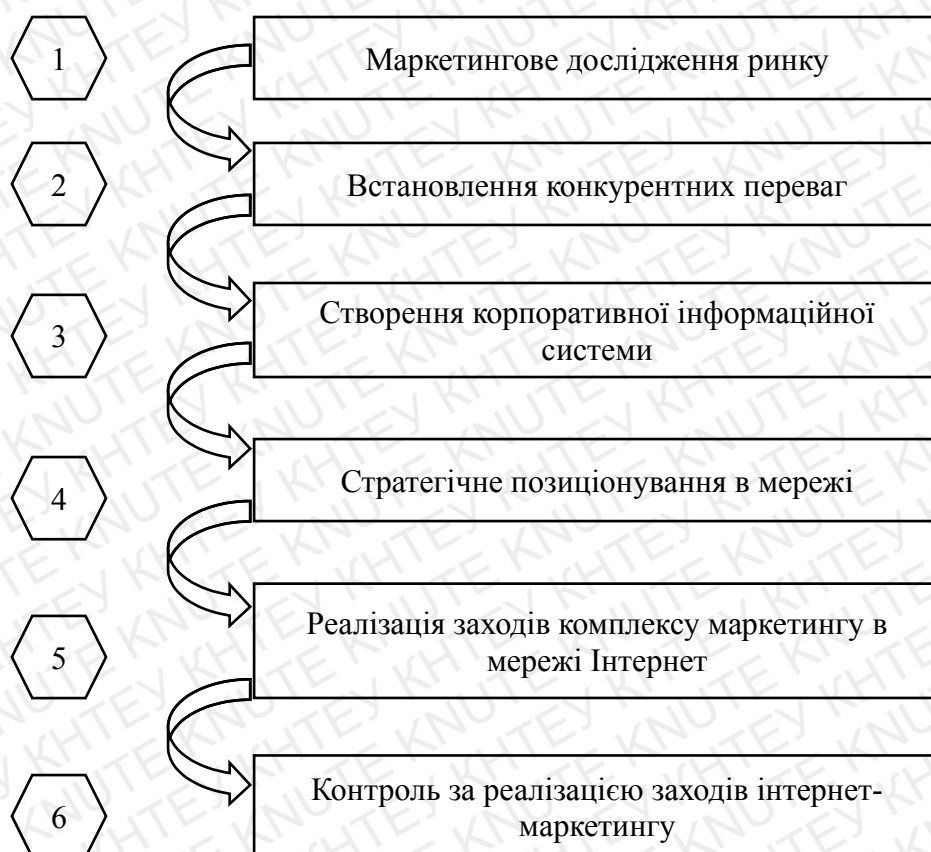 1
Маркетингове дослідження ринку
2
Встановлення конкурентних переваг
3
Створення корпоративної інформаційної
системи
4
Стратегічне позиціонування в мережі
5
Реалізація заходів комплексу маркетингу в
мережі Інтернет
6
Контроль за реалізацією заходів інтернет-
маркетингу